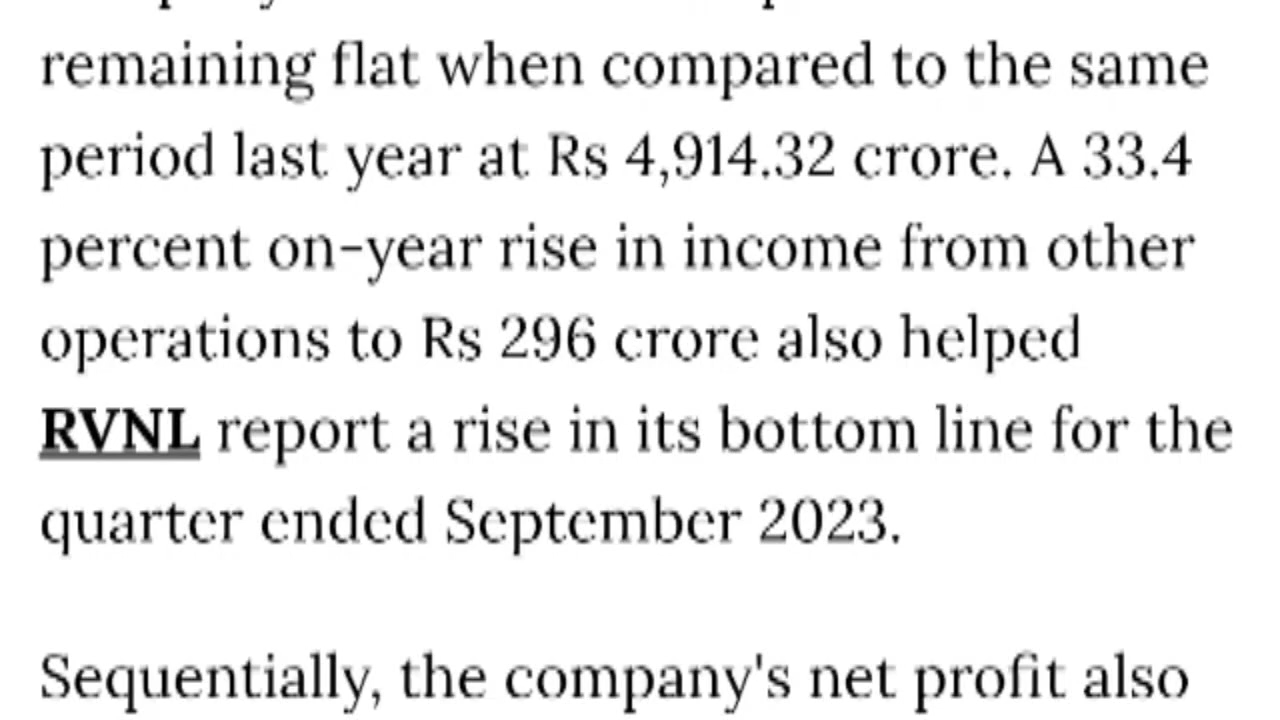 remaining flat when compared to the same
period last year at Rs 4,914.32 crore. A 33.4
percent on-year rise in income from other
operations to Rs 296 crore also helped
RVNL report a rise in its bottom line for the
quarter ended September 2023.
Sequentially, the company's net profit also